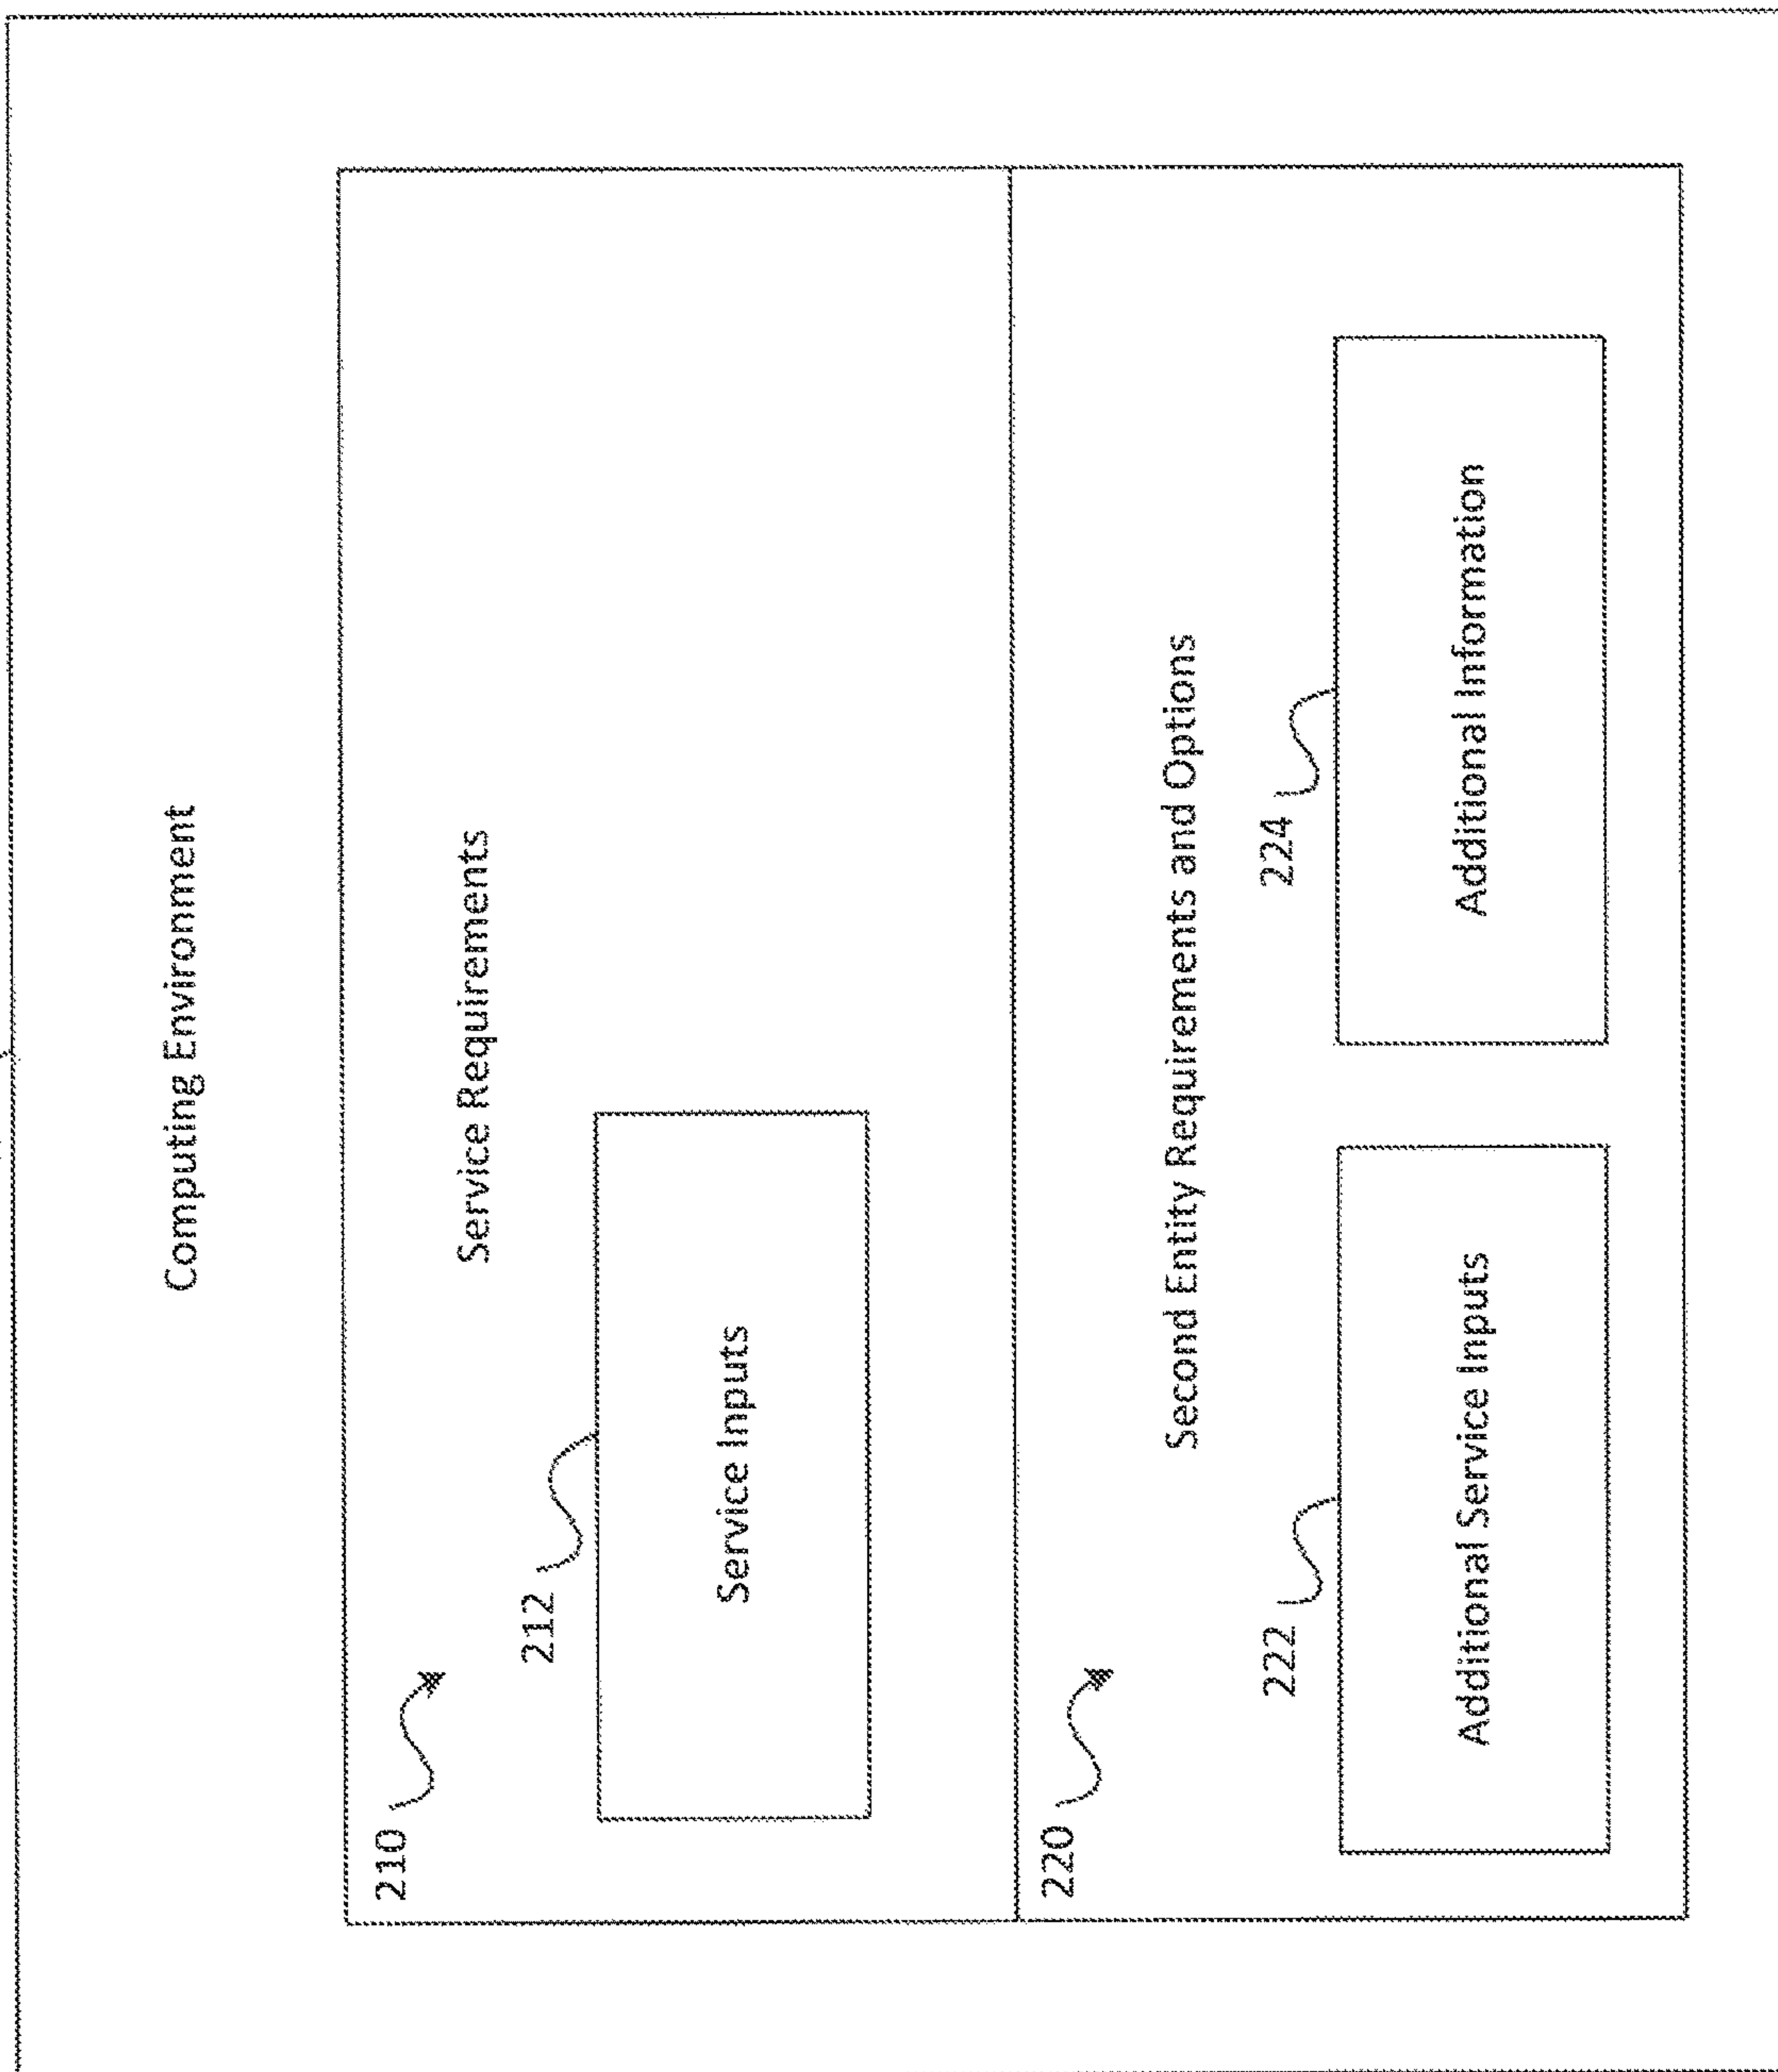 Computing Environment
210
Service Requirements
212
Service Inputs
220
Second Entity Requirements and Options
222
224
Additional Service Inputs
Additional Information